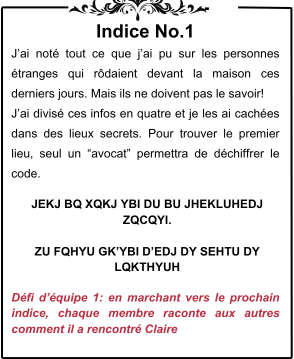 Indice No.1
J'ai noté tout ce que j'ai pu sur les personnes
étranges qui rôdaient devant la maison ces
derniers jours. Mais ils ne doivent pas le savoir!
J'ai divisé ces infos en quatre et je les ai cachées
dans des lieux secrets. Pour trouver le premier
lieu, seul un “avocat” permettra de déchiffrer le
code.
JEKJ BQ XQKJ YBI DU BU JHEKLUHEDJ
ZQCQYI.
ZU FQHYU GK'YBI D'EDJ DY SEHTU DY
LQKTHYUH
Défi d'équipe 1: en marchant vers le prochain
indice, chaque membre raconte aux autres
comment il a rencontré Claire